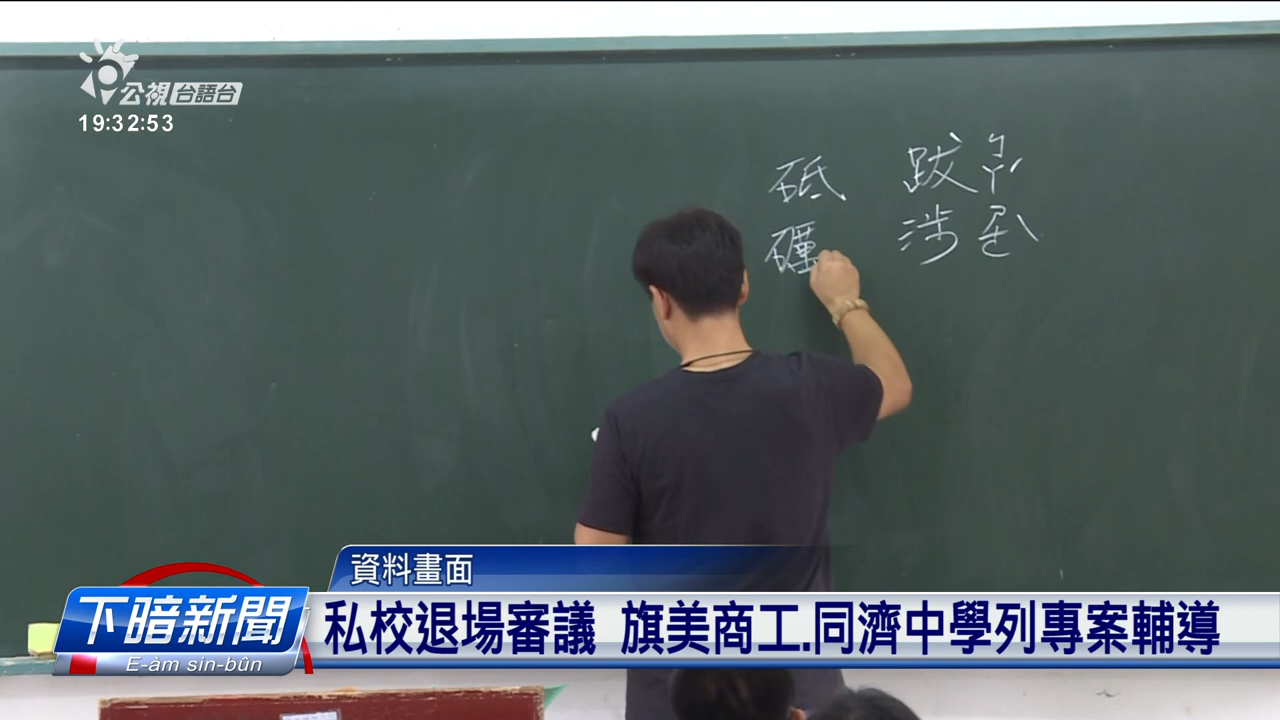 公視台語台
19:32:53
跋
涉
砥
礪
資料畫面
下暗新聞
E-àm sin-bûn
私校退場審議 旗美商工.同濟中學列專案輔導